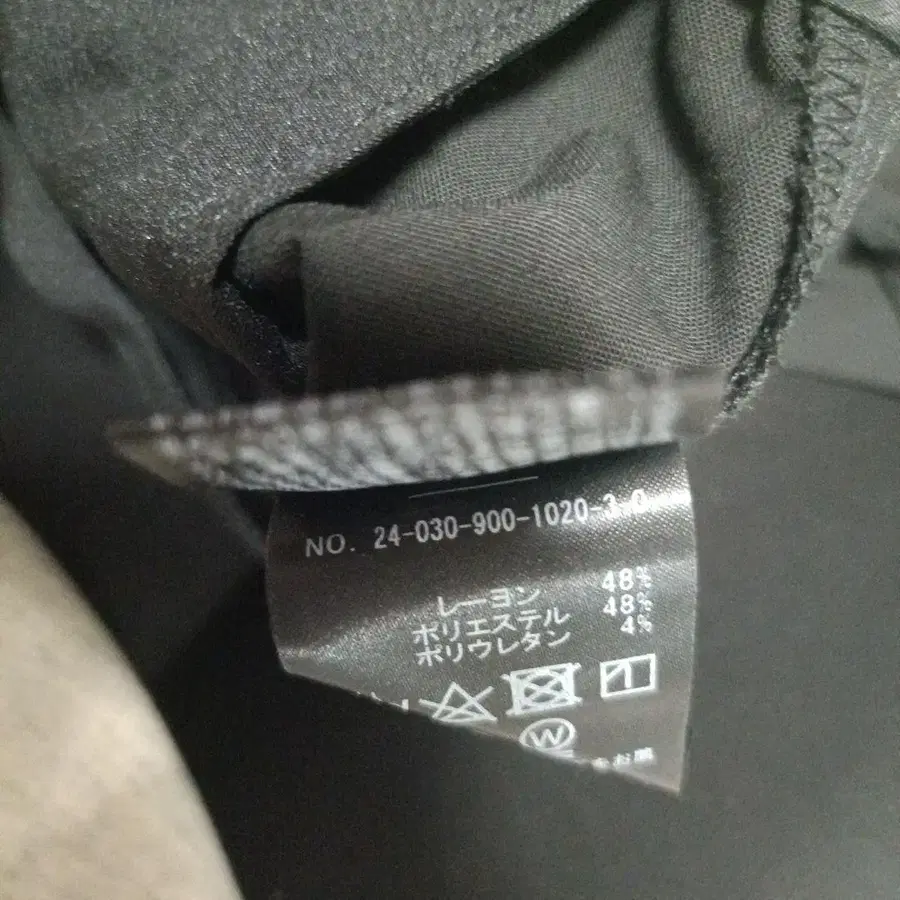 NO. 24-030-900-1020-3-0
レーヨン 48%
ポリエステル 48%
ポリウレタン 4%
W